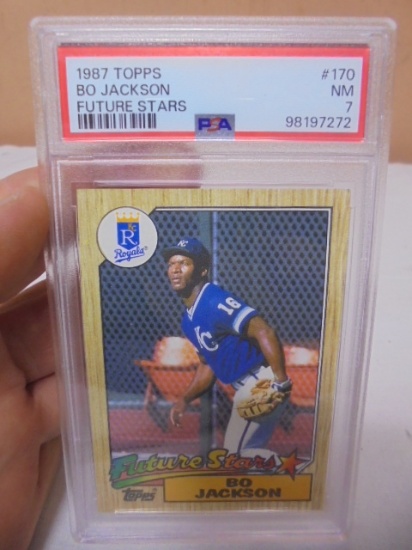 1987 TOPPS #170
BO JACKSON NM
FUTURE STARS 7
PSA 98197272
R
Royals
KC
KC
16
Future Stars
Topps
BO
JACKSON